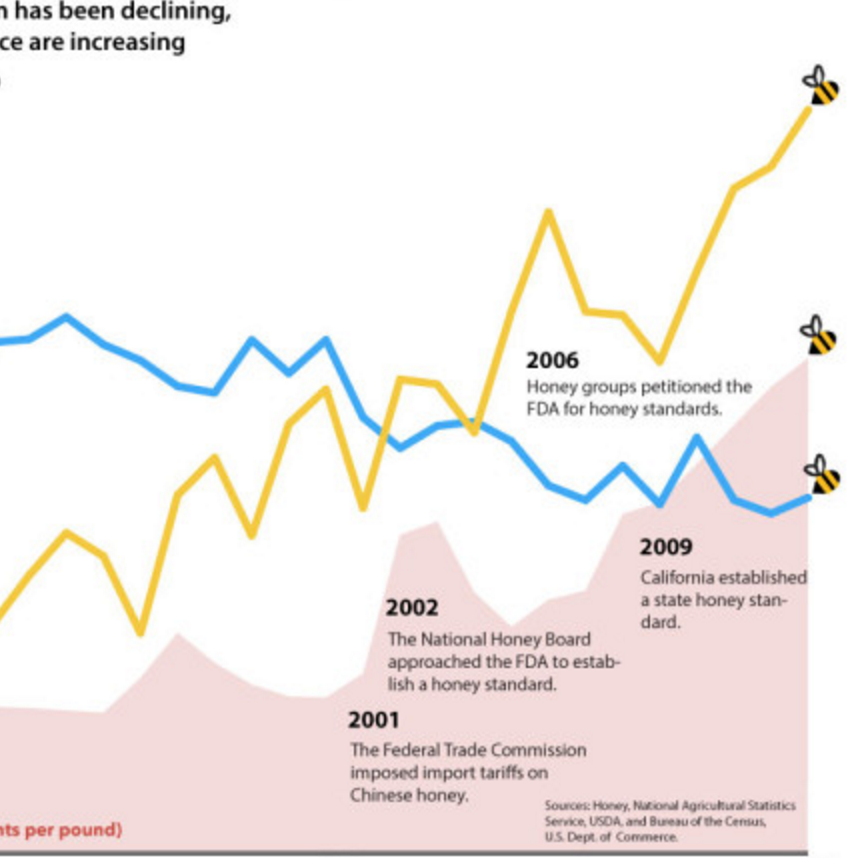 has been declining,
ce are increasing
2006
Honey groups petitioned the
FDA for honey standards.
2009
California established
a state honey stan-
dard.
2002
The National Honey Board
approached the FDA to estab-
lish a honey standard.
2001
The Federal Trade Commission
imposed import tariffs on
Chinese honey.
Sources: Honey, National Agricultural Statistics
Service, USDA, and Bureau of the Census,
U.S. Dept. of Commerce.
nts per pound)